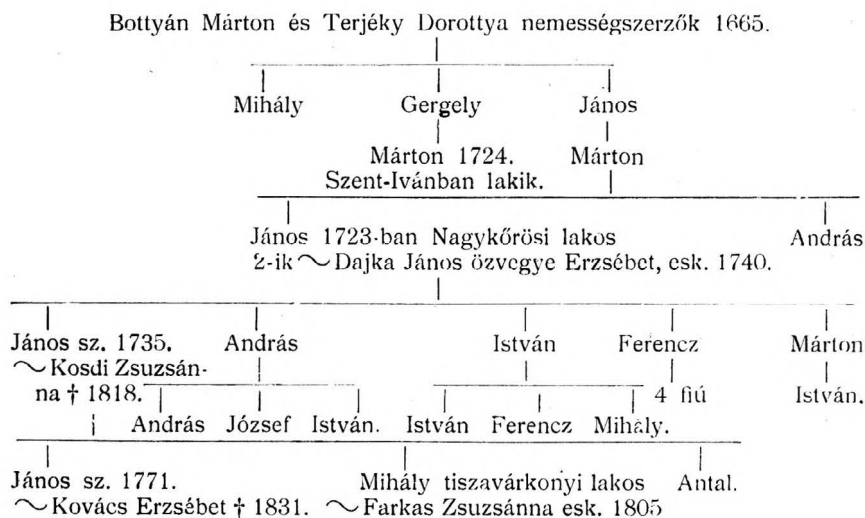 Bottyán Márton és Terjéky Dorottya nemességszerzők 1665.
Mihály Gergely János
Márton 1724. Márton
Szent-Ivánban lakik.
János 1723-ban Nagykőrösi lakos András
2-ik ~ Dajka János özvegye Erzsébet, esk. 1740.
János sz. 1735. András István Ferencz Márton
~ Kosdi Zsuzsán-
na † 1818. 4 fiú István.
András József István. István Ferencz Mihály.
János sz. 1771. Mihály tiszavárkonyi lakos Antal.
~ Kovács Erzsébet † 1831. ~ Farkas Zsuzsánna esk. 1805